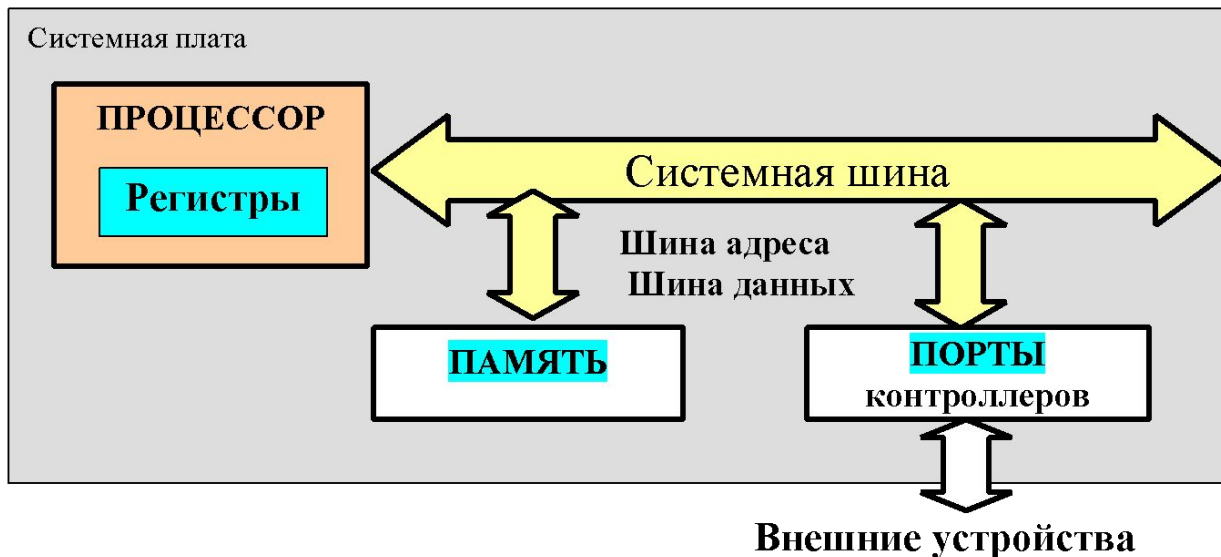 Системная плата
ПРОЦЕССОР
Регистры
Системная шина
Шина адреса
Шина данных
ПАМЯТЬ
ПОРТЫ
контроллеров
Внешние устройства